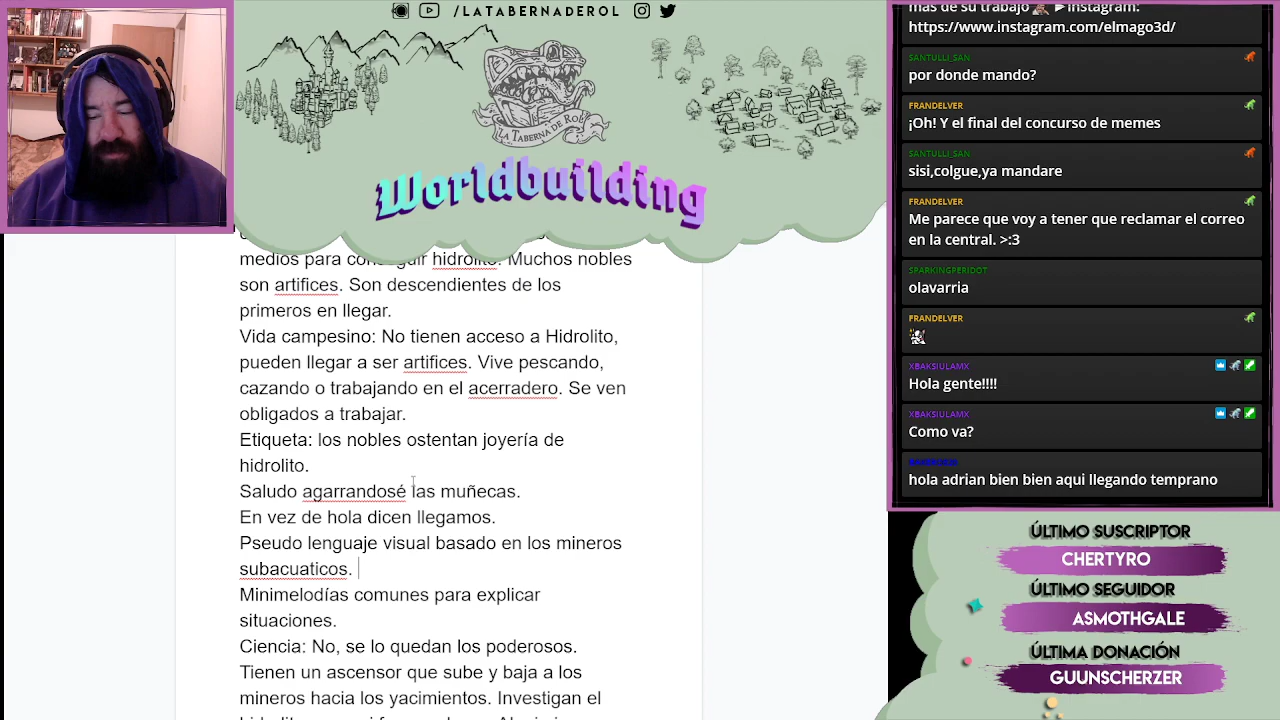 /LATABERNADEROL
LA TABERNA DE ROL
Worldbuilding
medios para conseguir hidrolito. Muchos nobles
son artifices. Son descendientes de los
primeros en llegar.
Vida campesino: No tienen acceso a Hidrolito,
pueden llegar a ser artifices. Vive pescando,
cazando o trabajando en el acerradero. Se ven
obligados a trabajar.
Etiqueta: los nobles ostentan joyería de
hidrolito.
Saludo agarrandosé las muñecas.
En vez de hola dicen llegamos.
Pseudo lenguaje visual basado en los mineros
subacuaticos.
Minimelodías comunes para explicar
situaciones.
Ciencia: No, se lo quedan los poderosos.
Tienen un ascensor que sube y baja a los
mineros hacia los yacimientos. Investigan el
mas de su trabajo ▶Instagram:
https://www.instagram.com/elmago3d/
SANTULLI_SAN
por donde mando?
FRANDELVER
¡Oh! Y el final del concurso de memes
SANTULLI_SAN
sisi,colgue,ya mandare
FRANDELVER
Me parece que voy a tener que reclamar el correo
en la central. >:3
SPARKINGPERIDOT
olavarria
FRANDELVER
XBAKSIULAMX
Hola gente!!!!
XBAKSIULAMX
Como va?
hola adrian bien bien aqui llegando temprano
ÚLTIMO SUSCRIPTOR
CHERTYRO
ÚLTIMO SEGUIDOR
ASMOTHGALE
ÚLTIMA DONACIÓN
GUUNSCHERZER